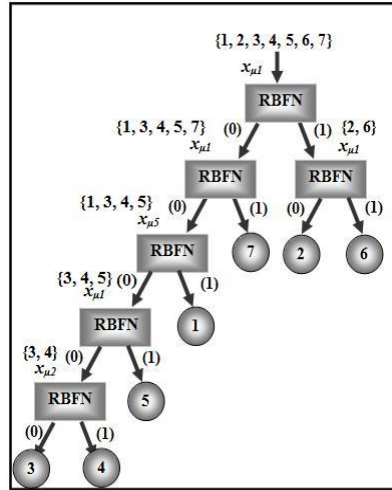 {1, 2, 3, 4, 5, 6, 7}
xμ1
RBFN
{1, 3, 4, 5, 7} (0) (1) {2, 6}
xμ1 xμ1
RBFN RBFN
{1, 3, 4, 5} (0) (1) (0) (1)
xμ5
RBFN 7 2 6
{3, 4, 5} (0) (1)
xμ1
RBFN 1
{3, 4} (0) (1)
xμ2
RBFN 5
(0) (1)
3 4